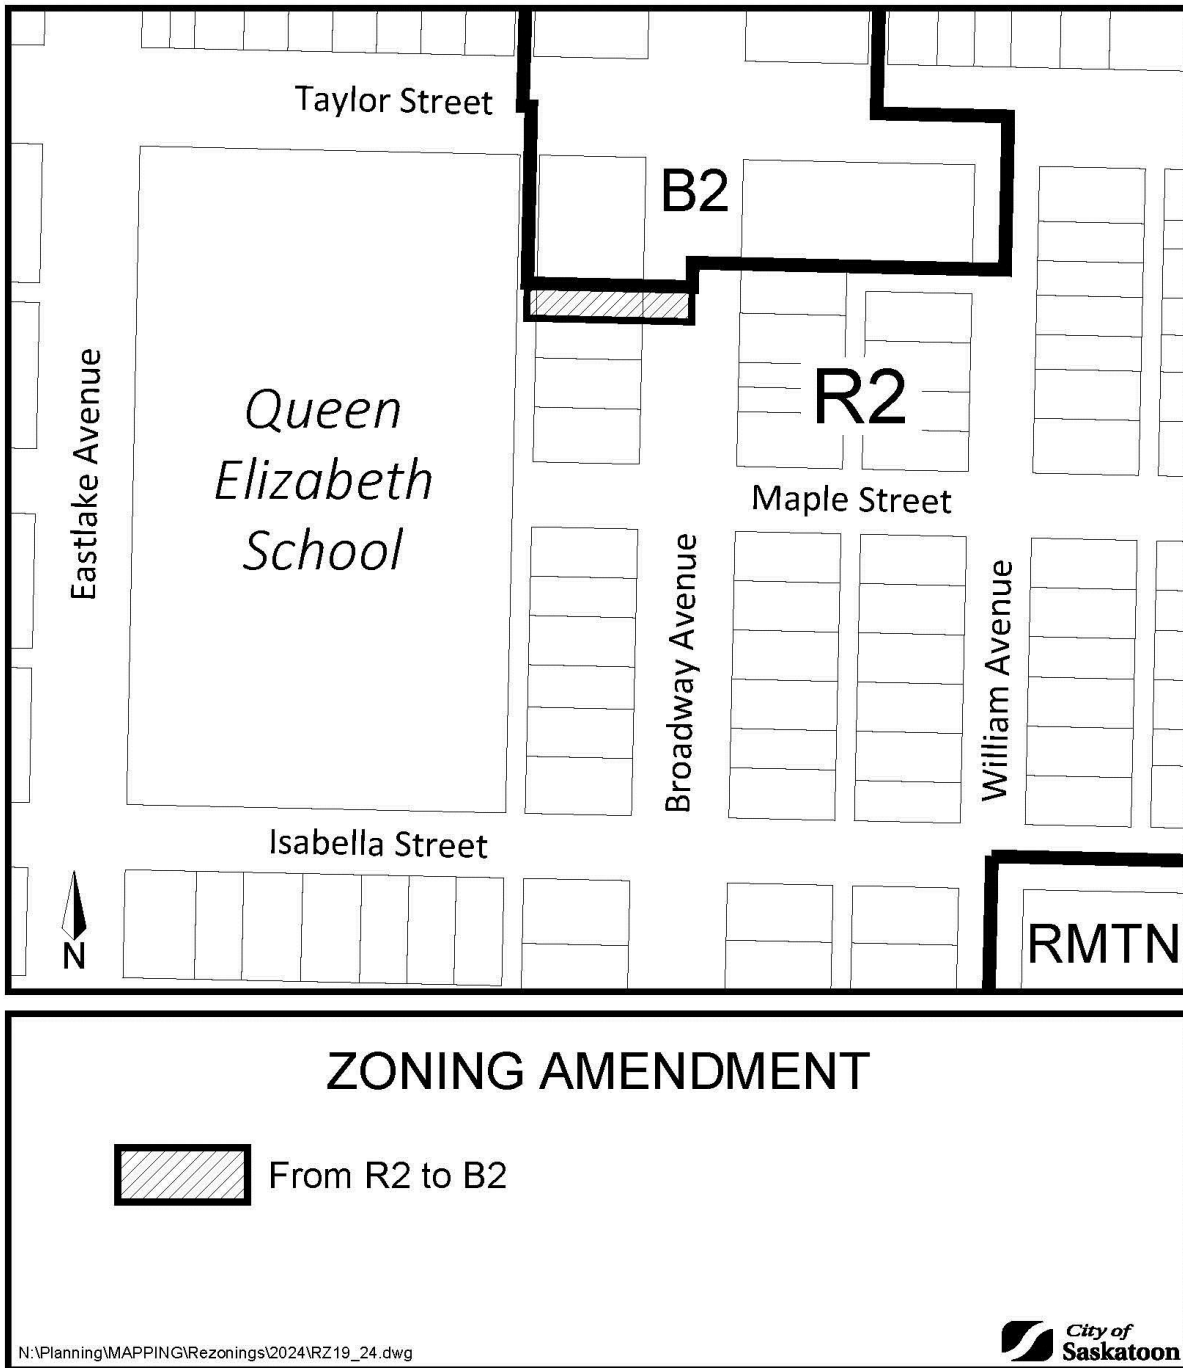 Taylor Street
B2
Queen
Elizabeth
School
Eastlake Avenue
R2
Maple Street
Broadway Avenue
William Avenue
Isabella Street
N
RMTN
ZONING AMENDMENT
From R2 to B2
N:\Planning\MAPPING\Rezonings\2024\RZ19_24.dwg
City of
Saskatoon